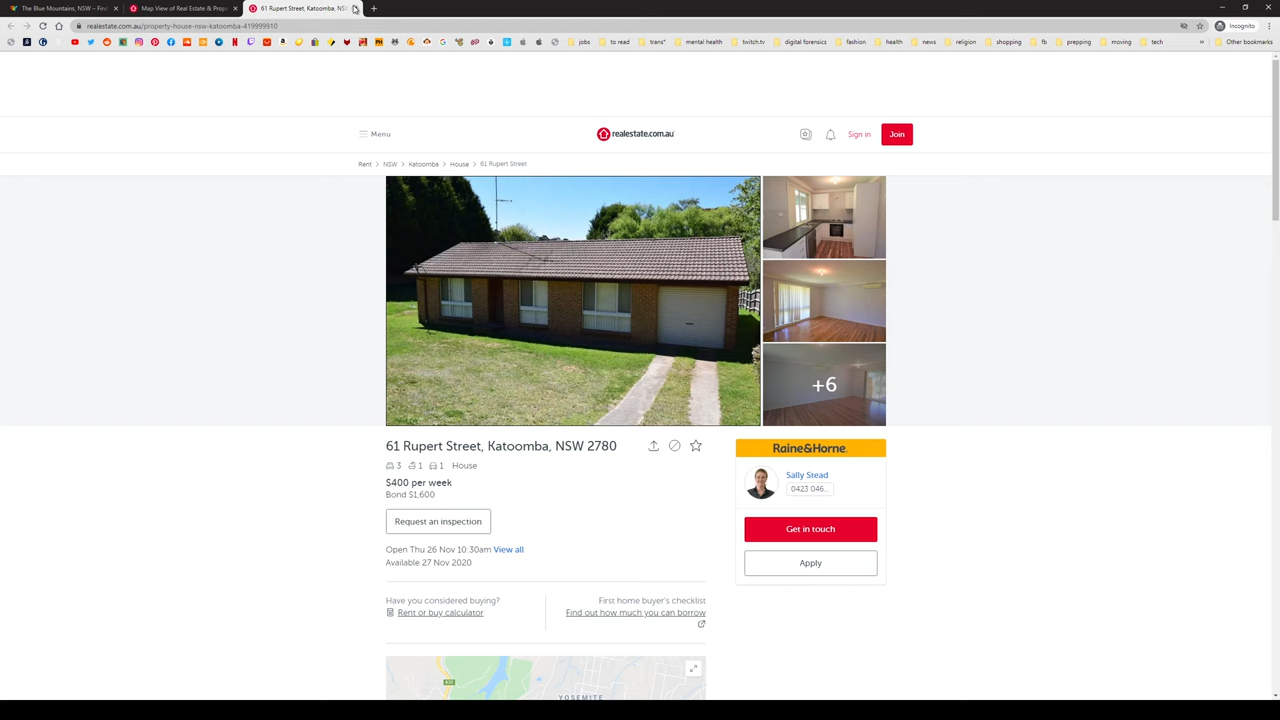 The Blue Mountains, NSW – Fin
Map View of Real Estate & Prop
61 Rupert Street, Katoomba, NS
realestate.com.au/property-house-nsw-katoomba-419999910
Incognito
jobs
to read
trans*
mental health
twitch.tv
digital forensics
fashion
health
news
religion
shopping
fb
prepping
moving
tech
»
Other bookmarks
Menu
realestate.com.au
Sign in
Join
Rent > NSW > Katoomba > House > 61 Rupert Street
+6
61 Rupert Street, Katoomba, NSW 2780
3 1 1 House
$400 per week
Bond $1,600
Request an inspection
Open Thu 26 Nov 10:30am View all
Available 27 Nov 2020
Raine&Horne.
Sally Stead
0423 046...
Get in touch
Apply
Have you considered buying?
Rent or buy calculator
First home buyer's checklist
Find out how much you can borrow
A32
YOSEMITE